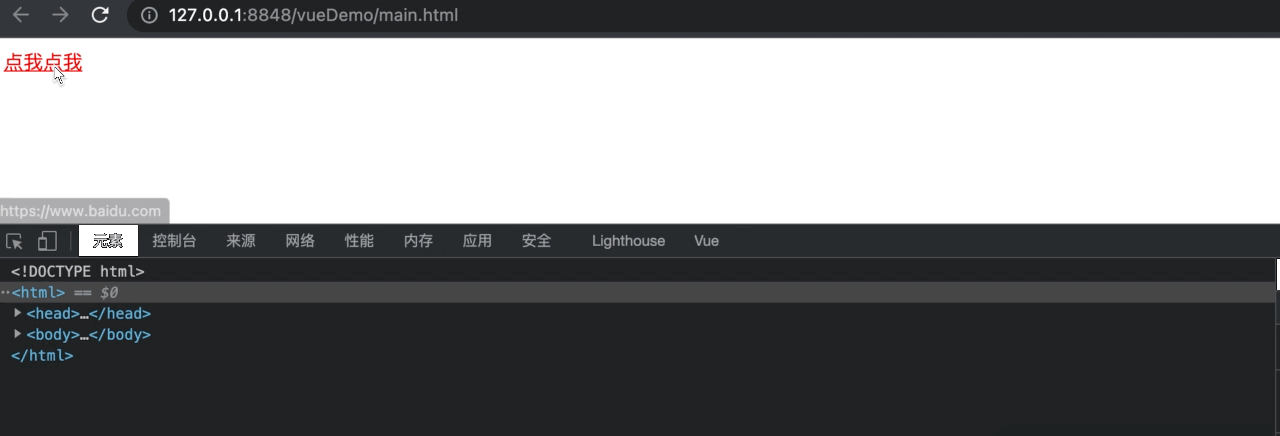 127.0.0.1:8848/vueDemo/main.html
点我点我
https://www.baidu.com
元素 控制台 来源 网络 性能 内存 应用 安全 Lighthouse Vue
<!DOCTYPE html>
··<html> == $0
▶<head>…</head>
▶<body>…</body>
</html>